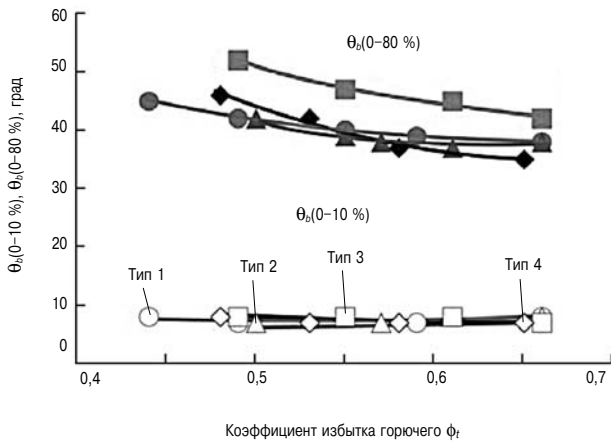 θb(0–10 %), θb(0–80 %), град
60
50
40
30
20
10
0
θb(0–80 %)
θb(0–10 %)
Тип 1
Тип 2
Тип 3
Тип 4
0,4
0,5
0,6
0,7
Коэффициент избытка горючего ϕt